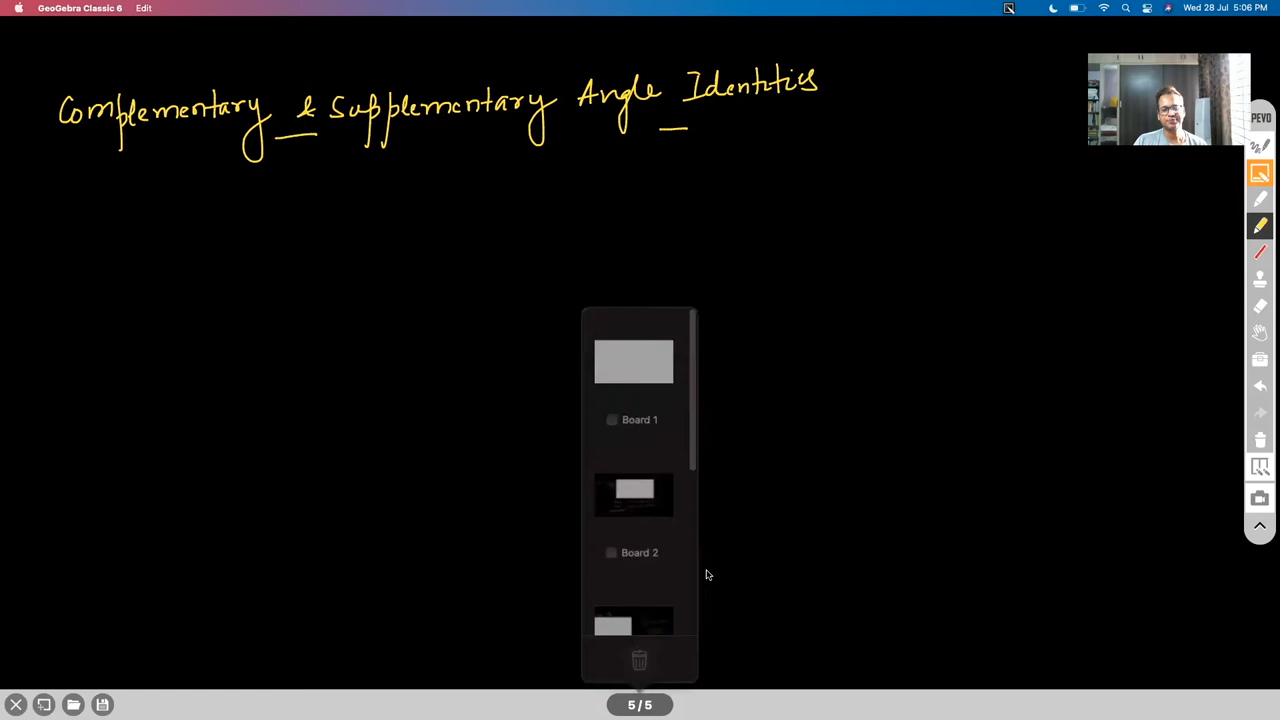 GeoGebra Classic 6 Edit Wed 28 Jul 5:06 PM
Complementary & Supplementary Angle Identities
IPEVO
Board 1
Board 2
5 / 5